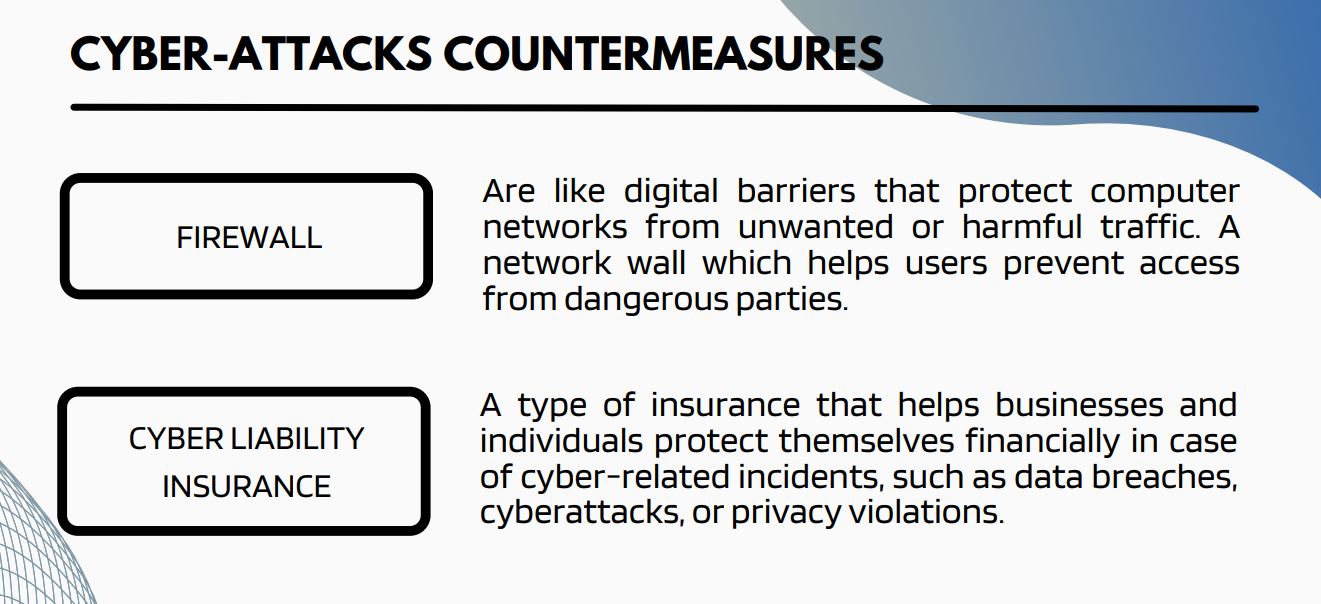 CYBER-ATTACKS COUNTERMEASURES
FIREWALL
Are like digital barriers that protect computer
networks from unwanted or harmful traffic. A
network wall which helps users prevent access
from dangerous parties.
CYBER LIABILITY
INSURANCE
A type of insurance that helps businesses and
individuals protect themselves financially in case
of cyber-related incidents, such as data breaches,
cyberattacks, or privacy violations.